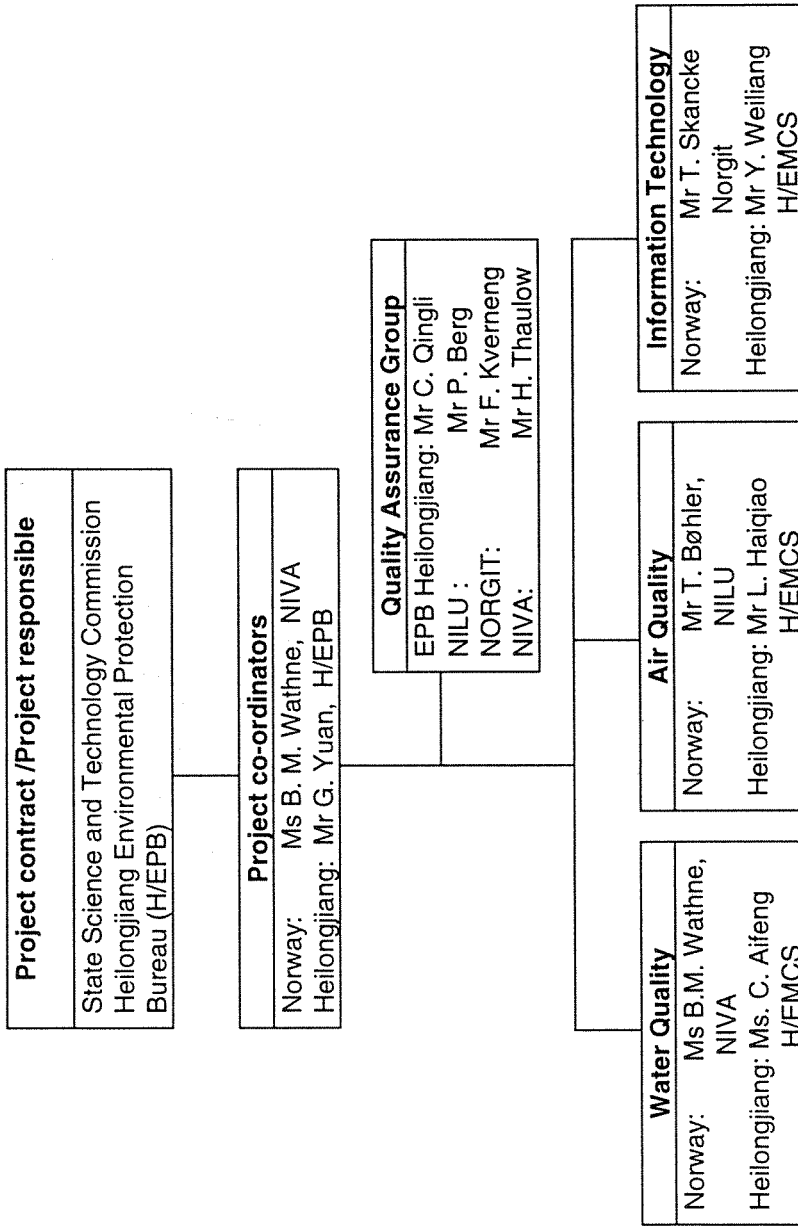 Project contract /Project responsible
State Science and Technology Commission
Heilongjiang Environmental Protection
Bureau (H/EPB)
Project co-ordinators
Norway: Ms B. M. Wathne, NIVA
Heilongjiang: Mr G. Yuan, H/EPB
Quality Assurance Group
EPB Heilongjiang: Mr C. Qingli
NILU : Mr P. Berg
NORGIT: Mr F. Kverneng
NIVA: Mr H. Thaulow
Water Quality
Norway: Ms B.M. Wathne,
NIVA
Heilongjiang: Ms. C. Aifeng
H/EMCS
Air Quality
Norway: Mr T. Bøhler,
NILU
Heilongjiang: Mr L. Haiqiao
H/EMCS
Information Technology
Norway: Mr T. Skancke
Norgit
Heilongjiang: Mr Y. Weiliang
H/EMCS